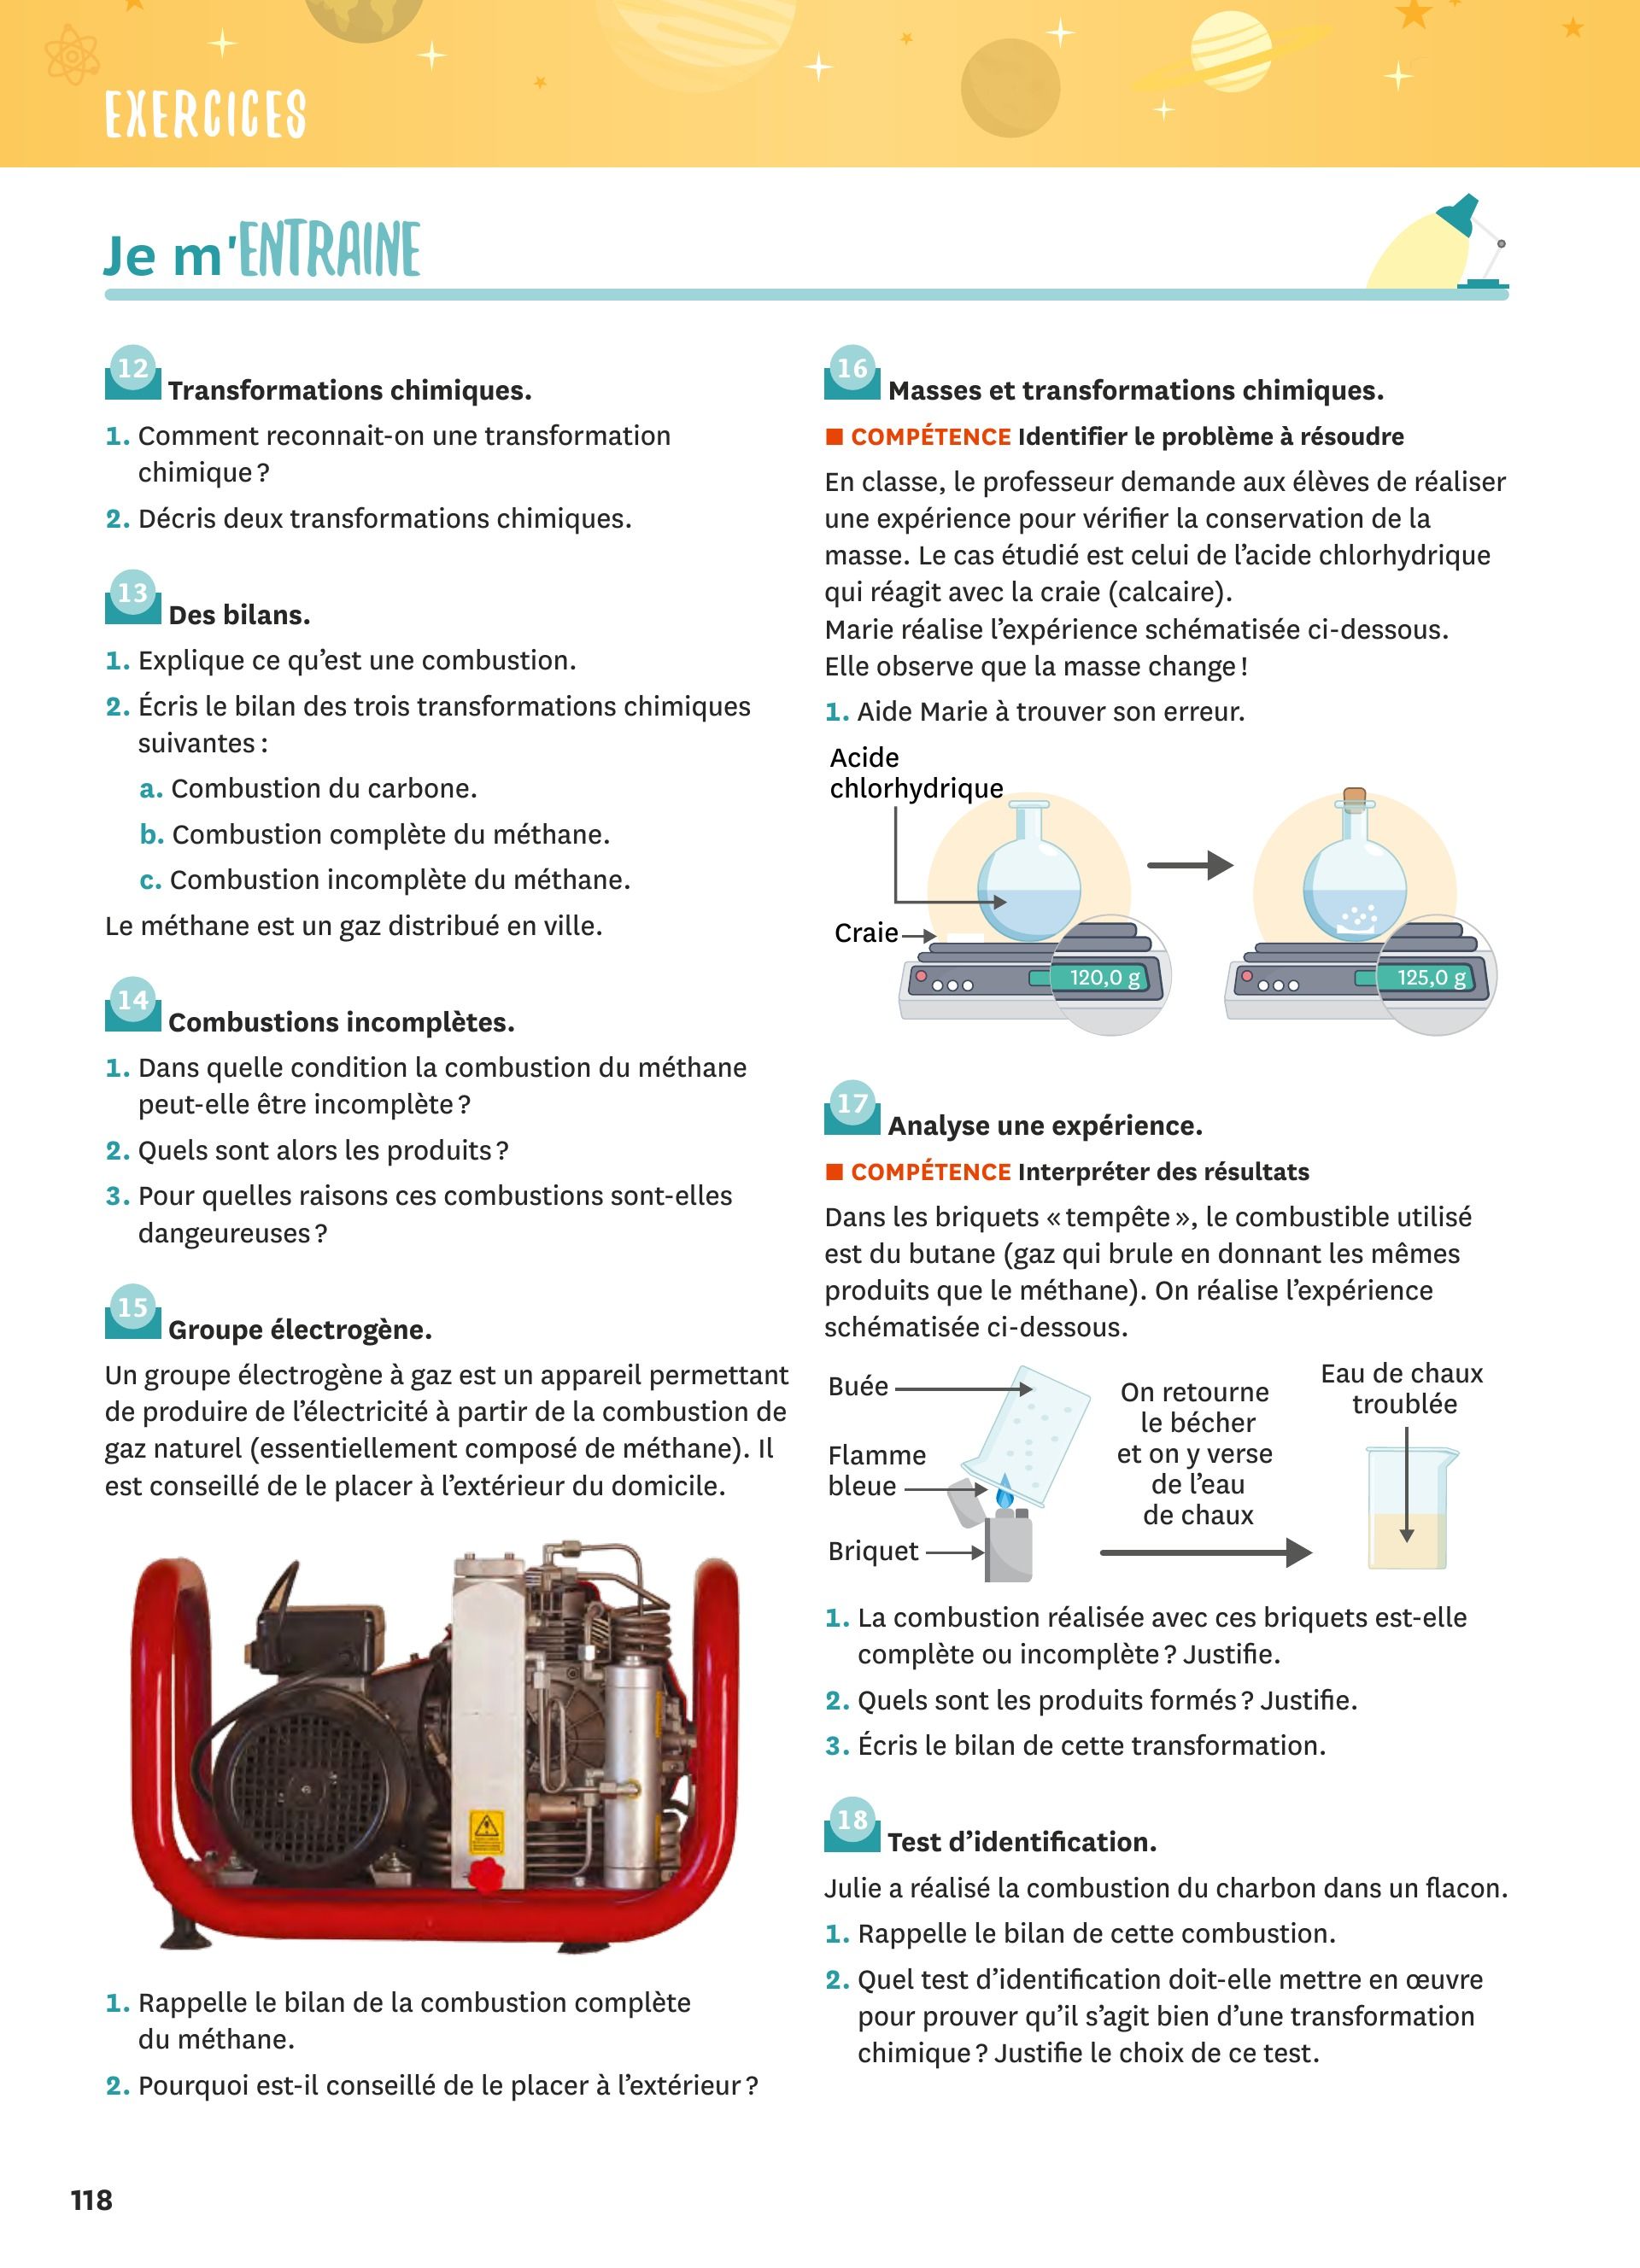 EXERCICES
Je m'ENTRAINE
12 Transformations chimiques.
1. Comment reconnait-on une transformation
chimique ?
2. Décris deux transformations chimiques.
13 Des bilans.
1. Explique ce qu’est une combustion.
2. Écris le bilan des trois transformations chimiques
suivantes :
a. Combustion du carbone.
b. Combustion complète du méthane.
c. Combustion incomplète du méthane.
Le méthane est un gaz distribué en ville.
14 Combustions incomplètes.
1. Dans quelle condition la combustion du méthane
peut-elle être incomplète ?
2. Quels sont alors les produits ?
3. Pour quelles raisons ces combustions sont-elles
dangeureuses ?
15 Groupe électrogène.
Un groupe électrogène à gaz est un appareil permettant
de produire de l’électricité à partir de la combustion de
gaz naturel (essentiellement composé de méthane). Il
est conseillé de le placer à l’extérieur du domicile.
1. Rappelle le bilan de la combustion complète
du méthane.
2. Pourquoi est-il conseillé de le placer à l’extérieur ?
16 Masses et transformations chimiques.
■ COMPÉTENCE Identifier le problème à résoudre
En classe, le professeur demande aux élèves de réaliser
une expérience pour vérifier la conservation de la
masse. Le cas étudié est celui de l’acide chlorhydrique
qui réagit avec la craie (calcaire).
Marie réalise l’expérience schématisée ci-dessous.
Elle observe que la masse change !
1. Aide Marie à trouver son erreur.
Acide
chlorhydrique
Craie
120,0 g
125,0 g
17 Analyse une expérience.
■ COMPÉTENCE Interpréter des résultats
Dans les briquets « tempête », le combustible utilisé
est du butane (gaz qui brule en donnant les mêmes
produits que le méthane). On réalise l’expérience
schématisée ci-dessous.
Buée
Flamme
bleue
Briquet
On retourne
le bécher
et on y verse
de l’eau
de chaux
Eau de chaux
troublée
1. La combustion réalisée avec ces briquets est-elle
complète ou incomplète ? Justifie.
2. Quels sont les produits formés ? Justifie.
3. Écris le bilan de cette transformation.
18 Test d’identification.
Julie a réalisé la combustion du charbon dans un flacon.
1. Rappelle le bilan de cette combustion.
2. Quel test d’identification doit-elle mettre en œuvre
pour prouver qu’il s’agit bien d’une transformation
chimique ? Justifie le choix de ce test.
118